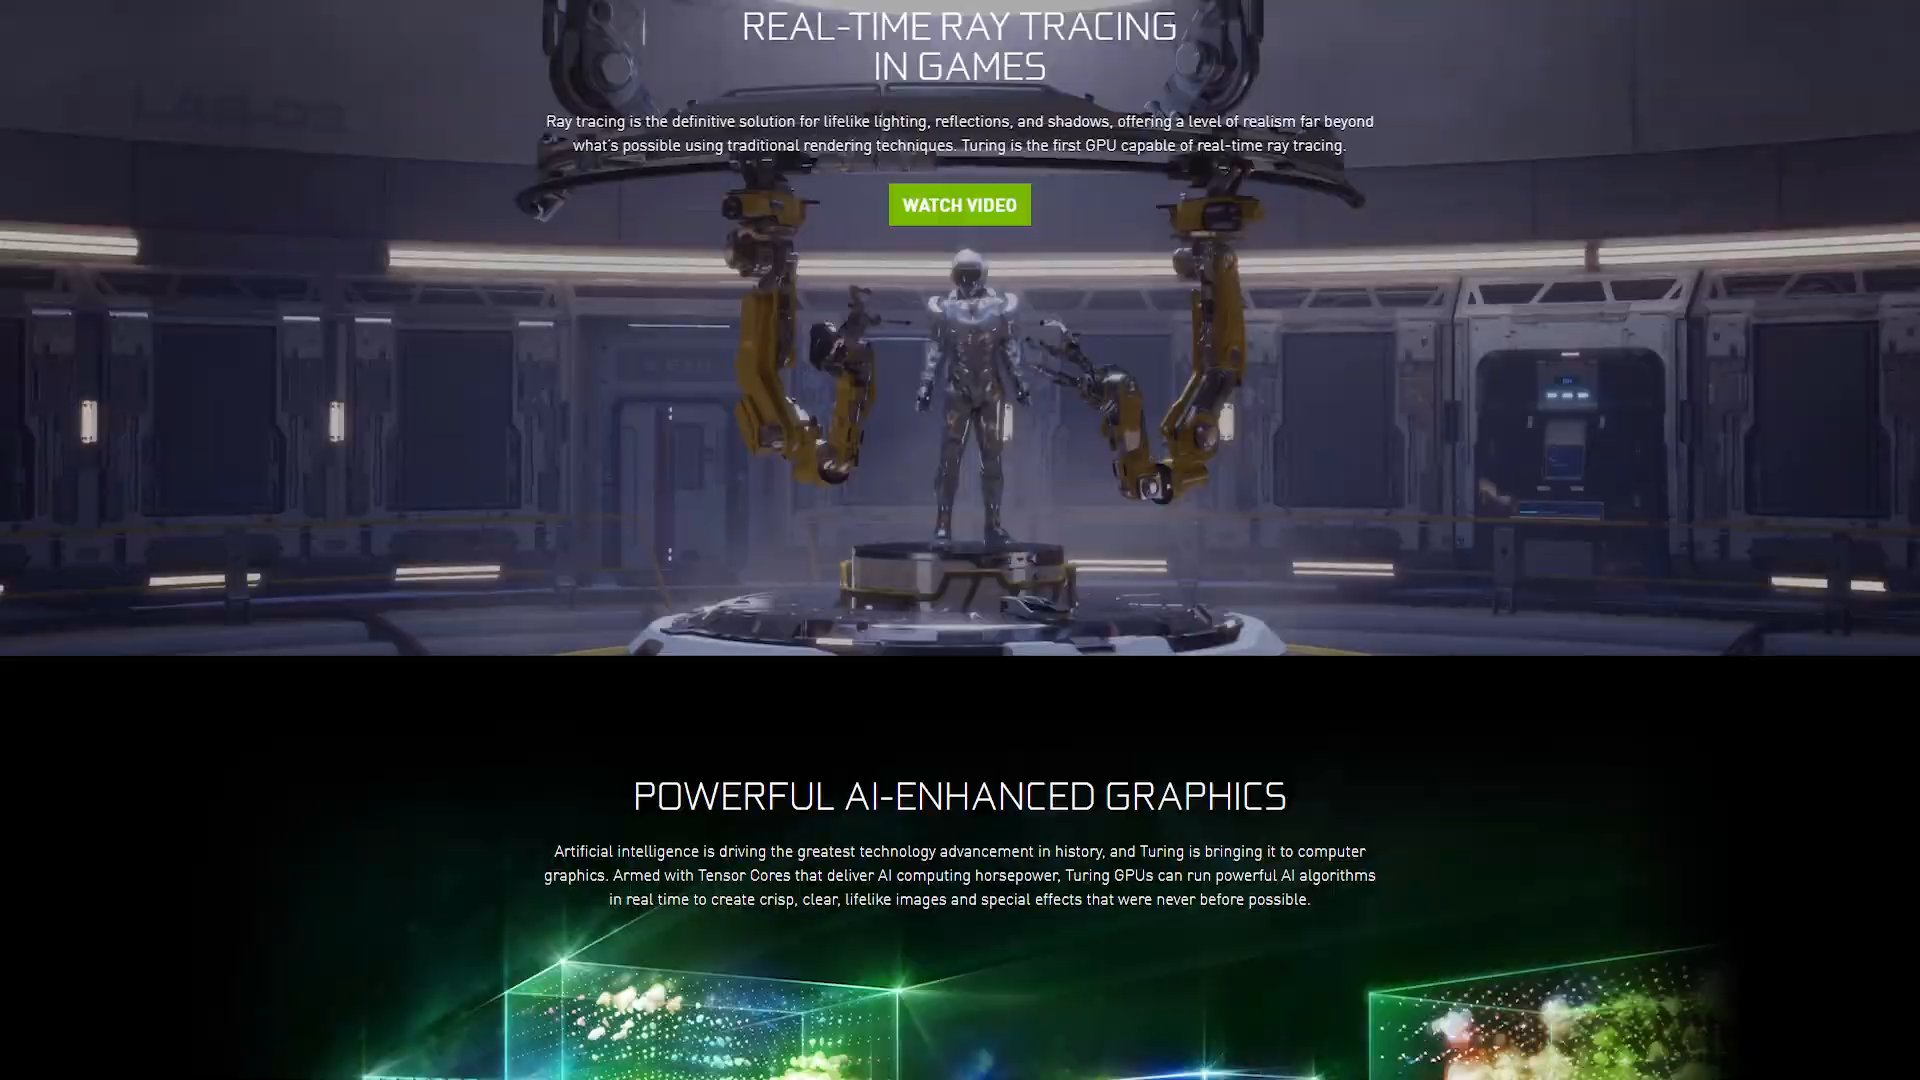 REAL-TIME RAY TRACING
IN GAMES
Ray tracing is the definitive solution for lifelike lighting, reflections, and shadows, offering a level of realism far beyond
what's possible using traditional rendering techniques. Turing is the first GPU capable of real-time ray tracing.
WATCH VIDEO
POWERFUL AI-ENHANCED GRAPHICS
Artificial intelligence is driving the greatest technology advancement in history, and Turing is bringing it to computer
graphics. Armed with Tensor Cores that deliver AI computing horsepower, Turing GPUs can run powerful AI algorithms
in real time to create crisp, clear, lifelike images and special effects that were never before possible.